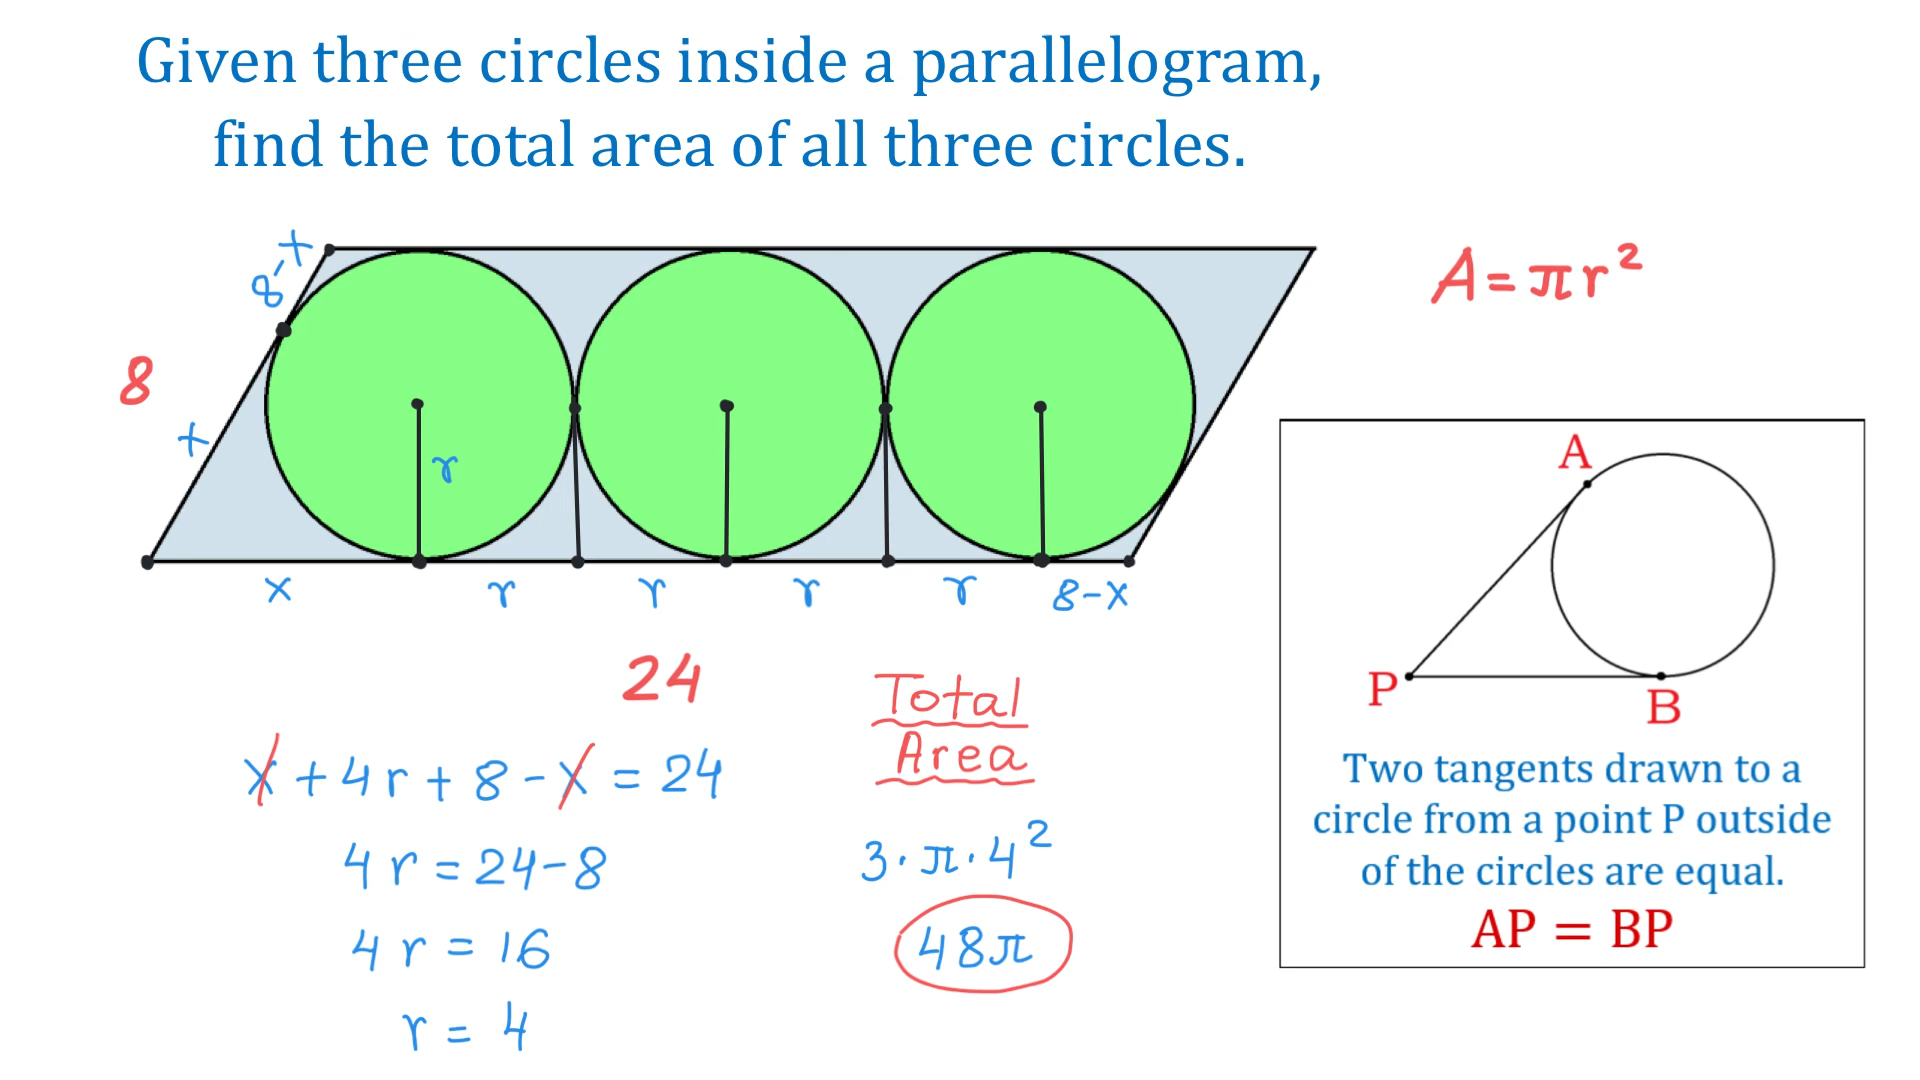 Given three circles inside a parallelogram,
find the total area of all three circles.
8-x
8
x
r
x r r r r 8-x
24
x + 4r + 8 - x = 24
4r = 24-8
4r = 16
r = 4
Total
Area
3·π·4²
48π
A = πr²
A
P
B
Two tangents drawn to a
circle from a point P outside
of the circles are equal.
AP = BP